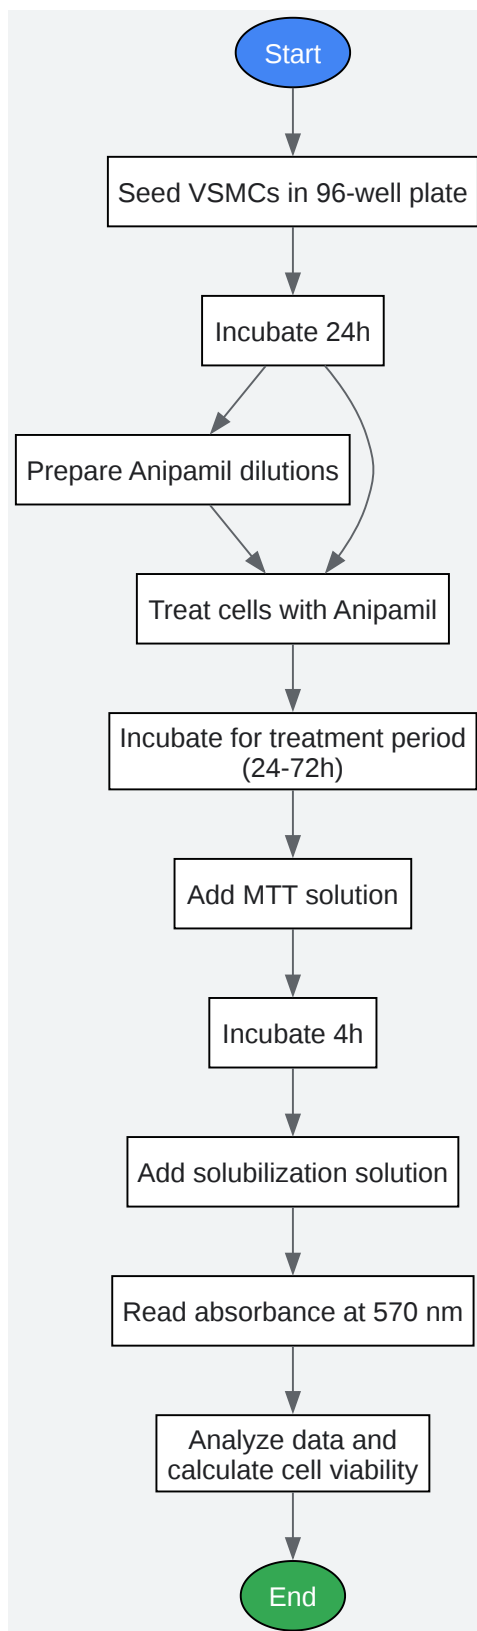 Start
Seed VSMCs in 96-well plate
Incubate 24h
Prepare Anipamil dilutions
Treat cells with Anipamil
Incubate for treatment period
(24-72h)
Add MTT solution
Incubate 4h
Add solubilization solution
Read absorbance at 570 nm
Analyze data and
calculate cell viability
End